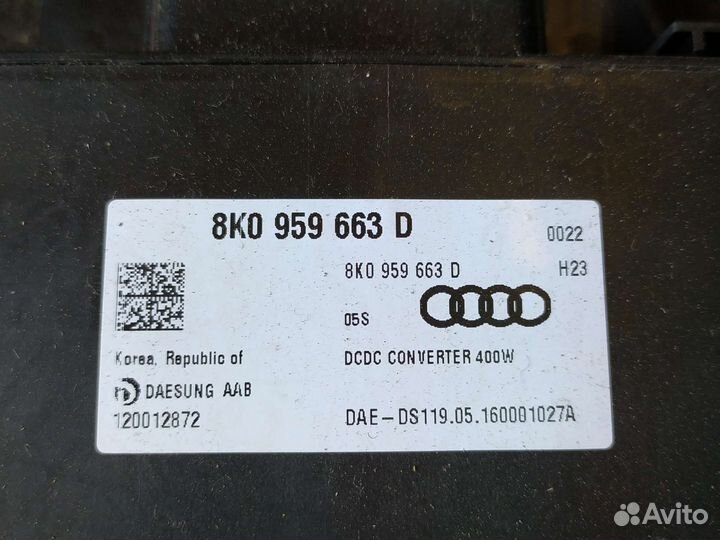 8K0 959 663 D
0022
8K0 959 663 D
H23
05S
Korea, Republic of
DCDC CONVERTER 400W
DAESUNG AAB
120012872
DAE-DS119.05.160001027A
Avito